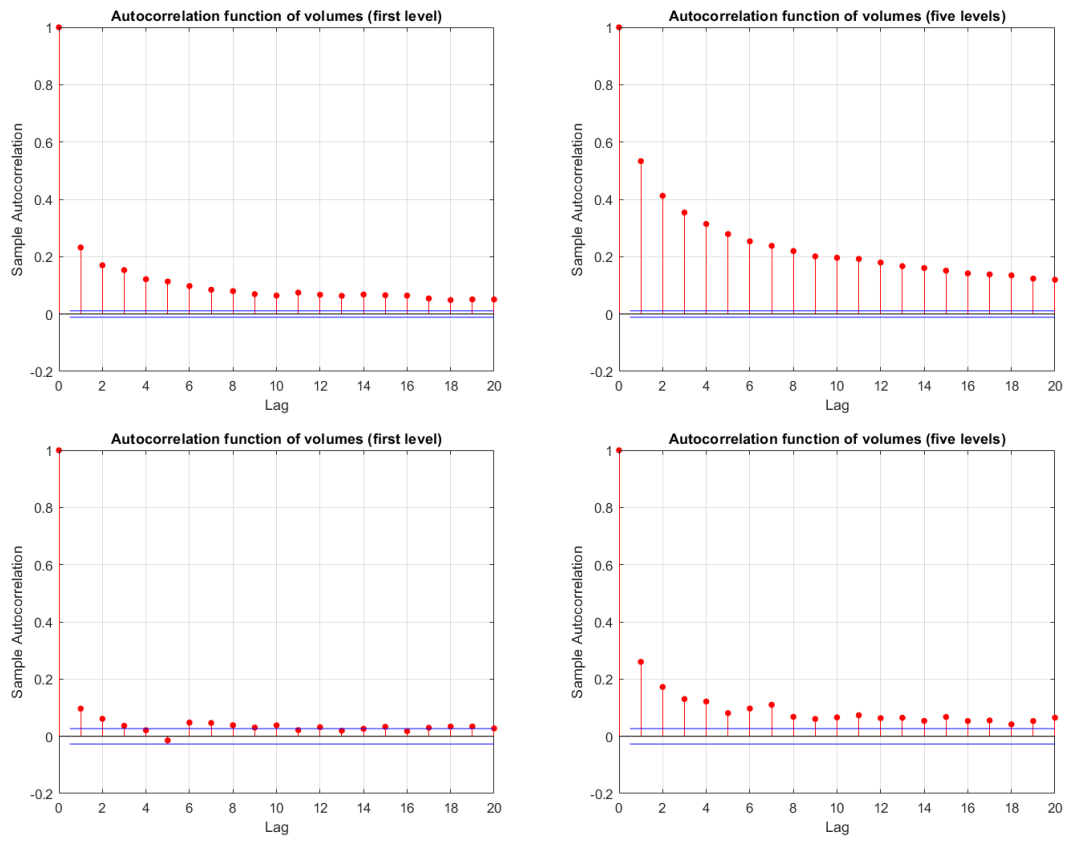 Autocorrelation function of volumes (first level)
1
0.8
0.6
0.4
0.2
0
-0.2
0 2 4 6 8 10 12 14 16 18 20
Sample Autocorrelation
Lag
Autocorrelation function of volumes (five levels)
1
0.8
0.6
0.4
0.2
0
-0.2
0 2 4 6 8 10 12 14 16 18 20
Sample Autocorrelation
Lag
Autocorrelation function of volumes (first level)
1
0.8
0.6
0.4
0.2
0
-0.2
0 2 4 6 8 10 12 14 16 18 20
Sample Autocorrelation
Lag
Autocorrelation function of volumes (five levels)
1
0.8
0.6
0.4
0.2
0
-0.2
0 2 4 6 8 10 12 14 16 18 20
Sample Autocorrelation
Lag